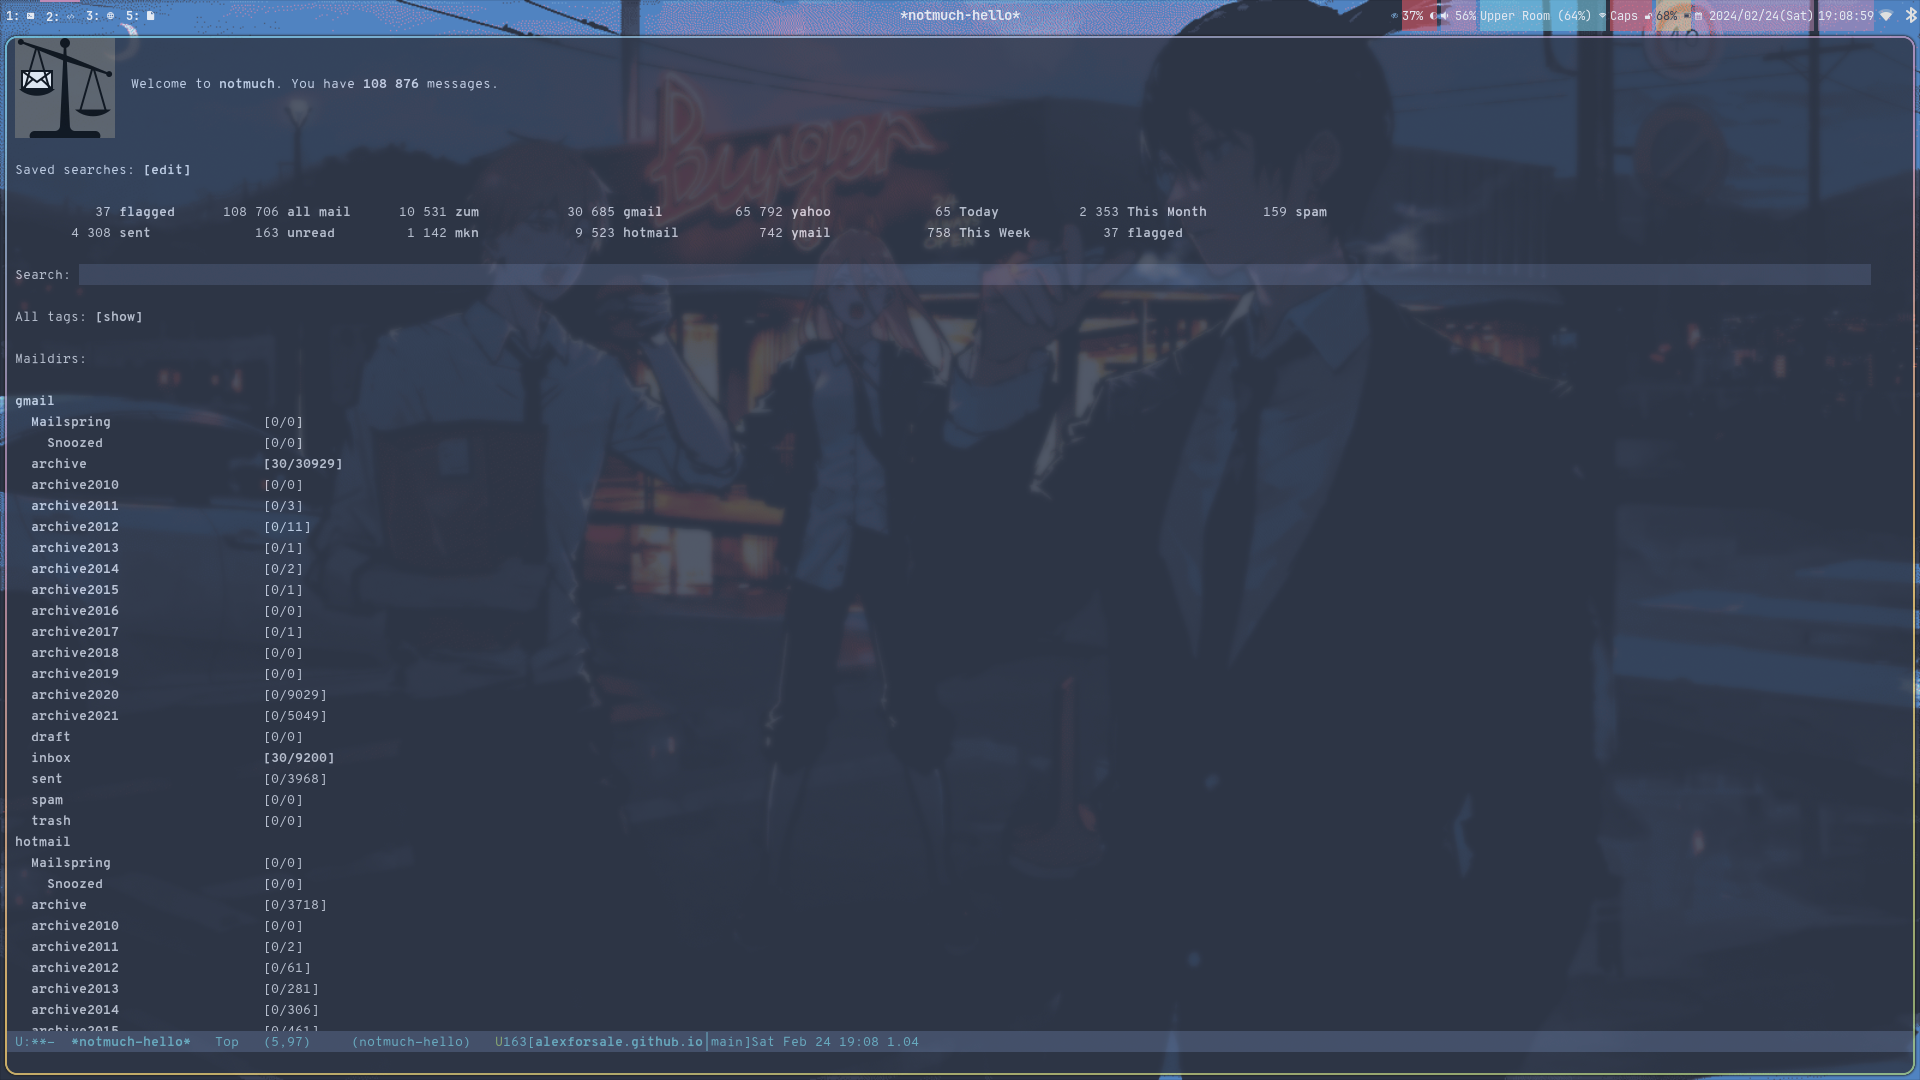 1: 2: 3: 5: *notmuch-hello* 37% 56% Upper Room (64%) Caps 68% 2024/02/24(Sat) 19:08:59
Welcome to notmuch. You have 108 876 messages.
Burger
Saved searches: [edit]
37 flagged 108 706 all mail 10 531 zum 30 685 gmail 65 792 yahoo 65 Today 2 353 This Month 159 spam
4 308 sent 163 unread 1 142 mkn 9 523 hotmail 742 ymail 758 This Week 37 flagged
Search:
All tags: [show]
Maildirs:
gmail
Mailspring [0/0]
Snoozed [0/0]
archive [30/30929]
archive2010 [0/0]
archive2011 [0/3]
archive2012 [0/11]
archive2013 [0/1]
archive2014 [0/2]
archive2015 [0/1]
archive2016 [0/0]
archive2017 [0/1]
archive2018 [0/0]
archive2019 [0/0]
archive2020 [0/9029]
archive2021 [0/5049]
draft [0/0]
inbox [30/9200]
sent [0/3968]
spam [0/0]
trash [0/0]
hotmail
Mailspring [0/0]
Snoozed [0/0]
archive [0/3718]
archive2010 [0/0]
archive2011 [0/2]
archive2012 [0/61]
archive2013 [0/281]
archive2014 [0/306]
archive2015 [0/461]
U:**- *notmuch-hello* Top (5,97) (notmuch-hello) U163[alexforsale.github.io|main]Sat Feb 24 19:08 1.04